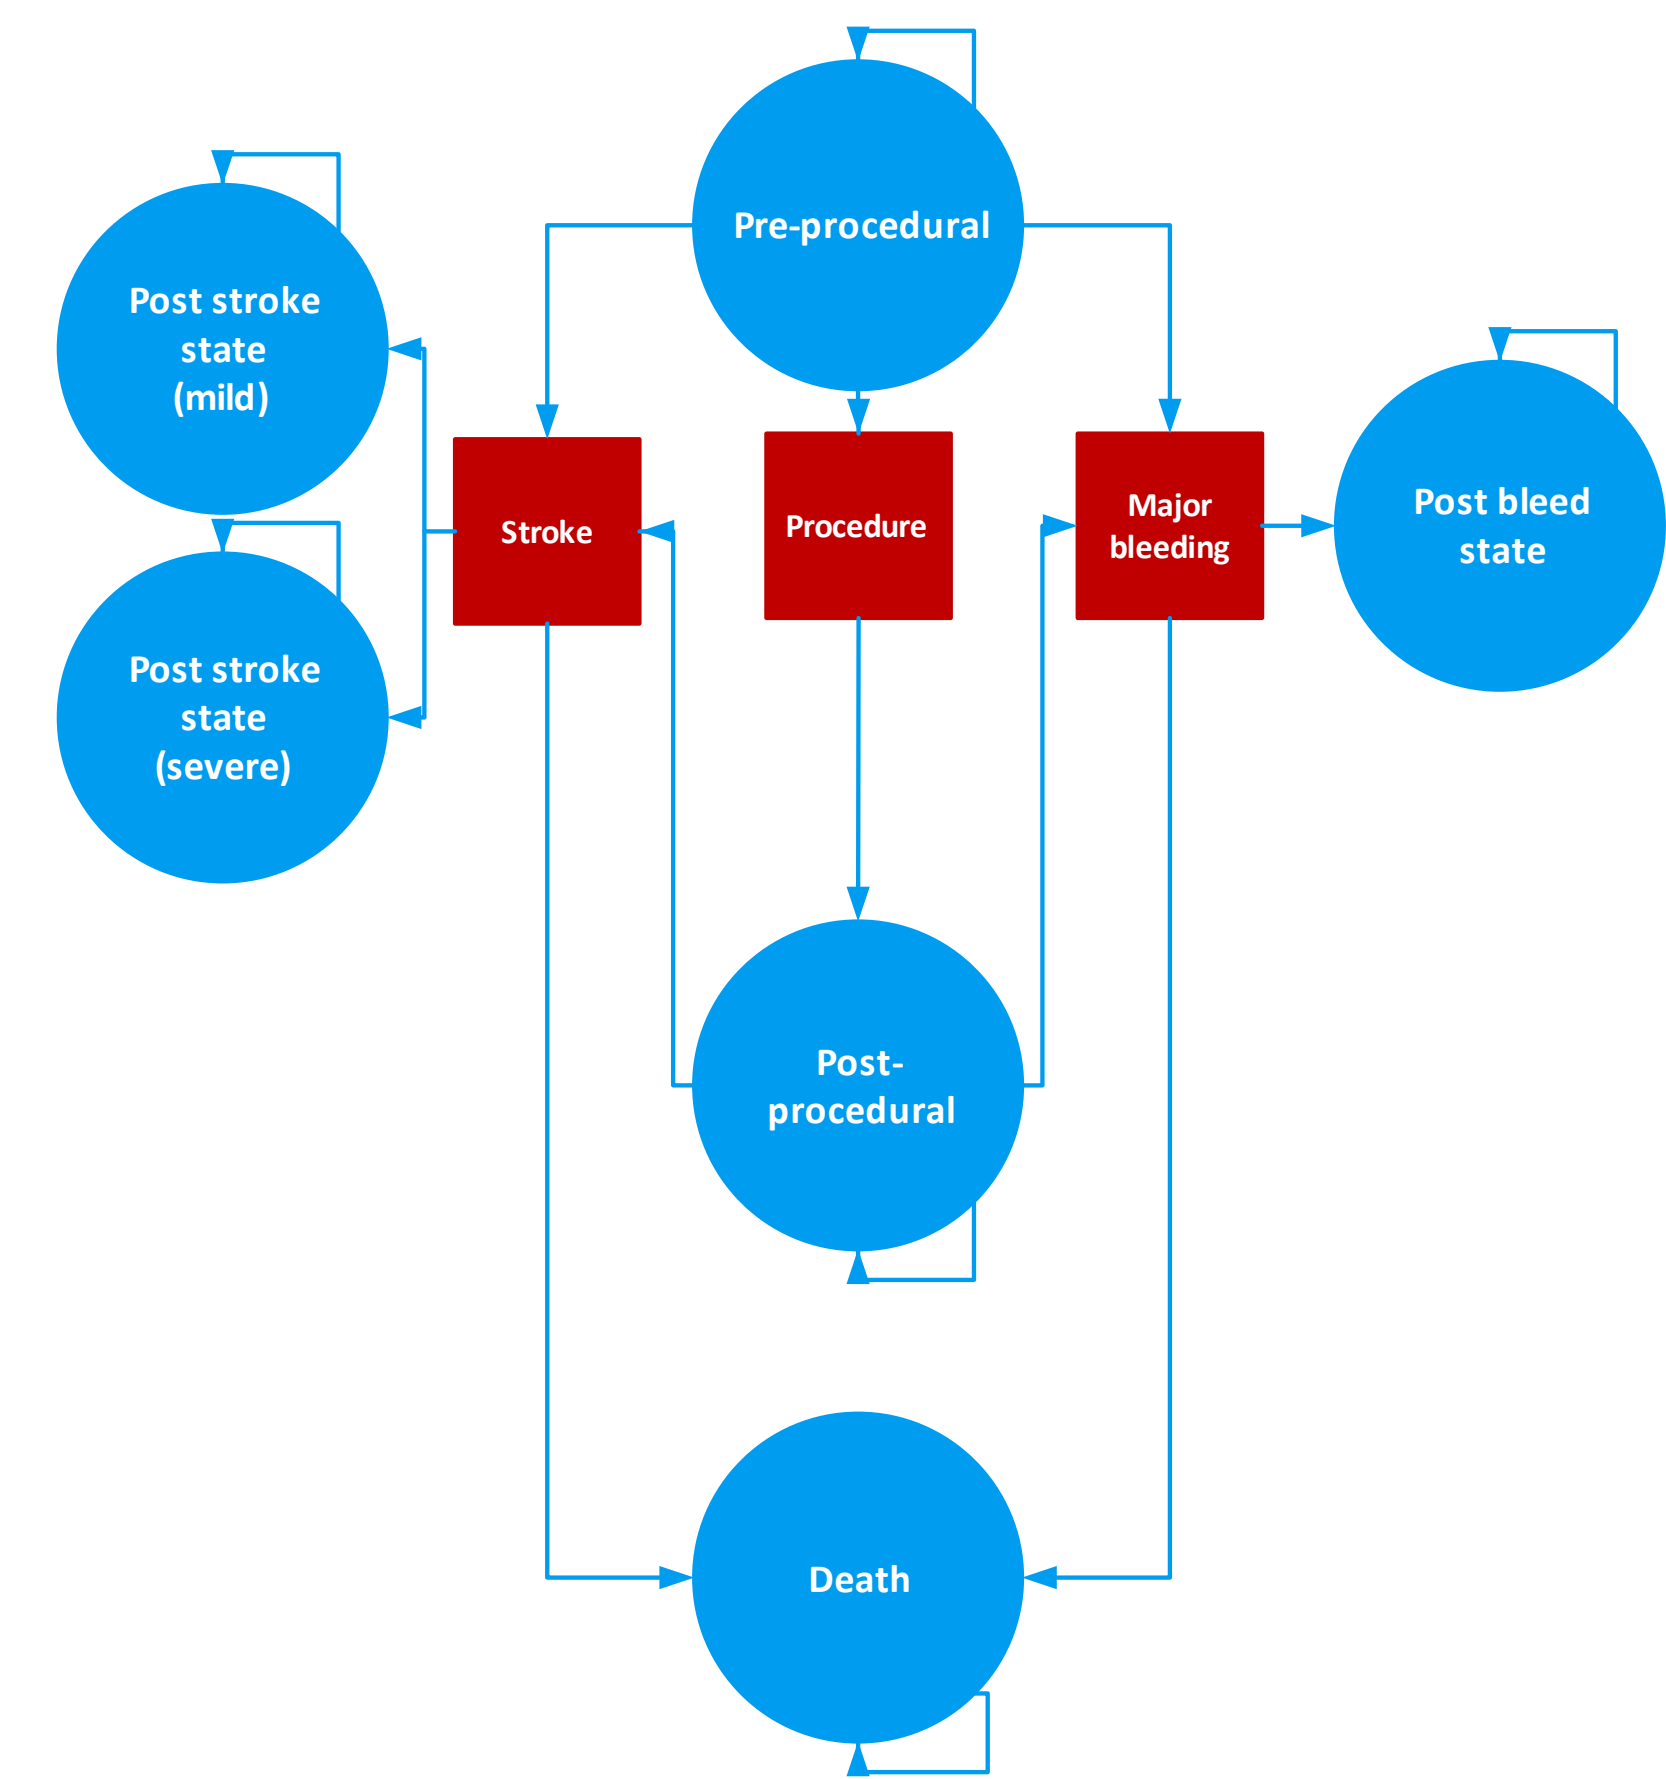 Pre-procedural
Post stroke
state
(mild)
Stroke
Procedure
Major
bleeding
Post bleed
state
Post stroke
state
(severe)
Post-
procedural
Death